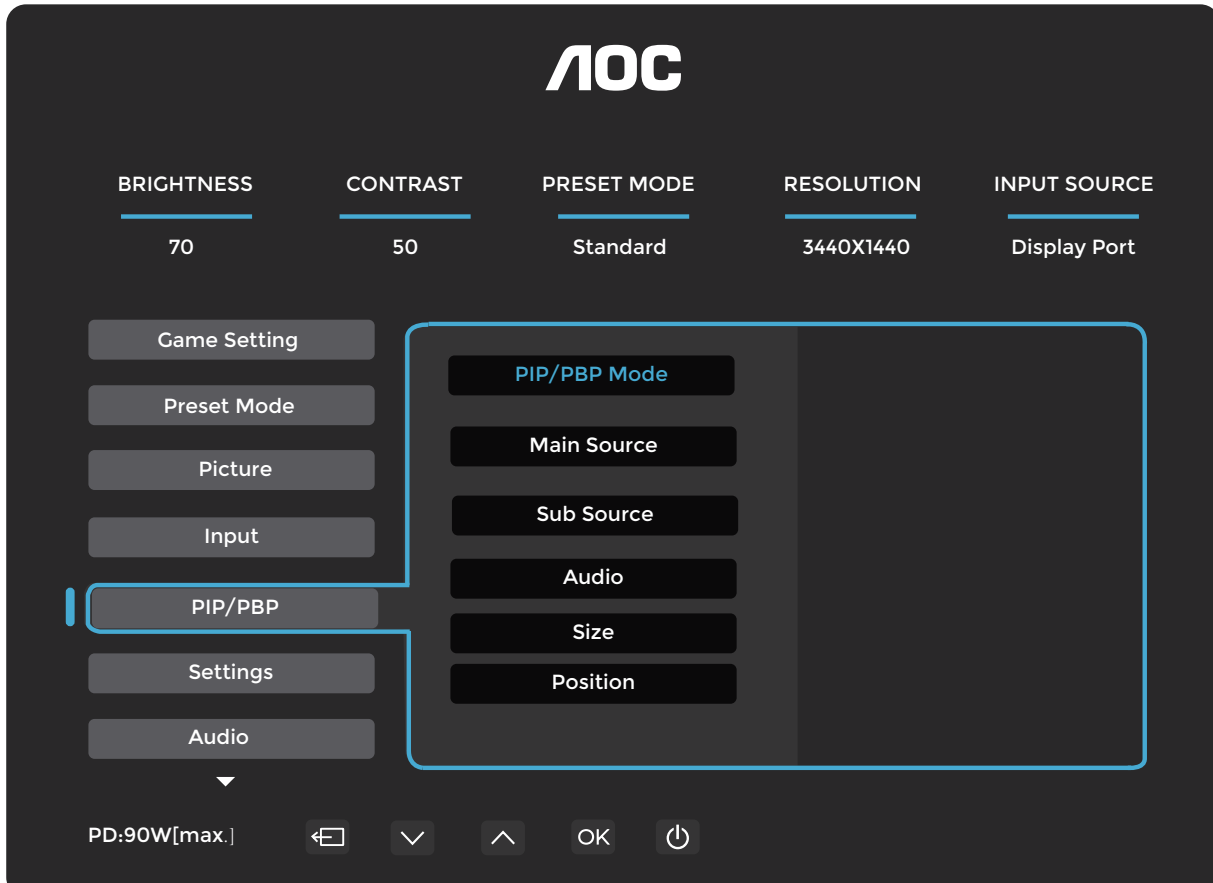 AOC
BRIGHTNESS CONTRAST PRESET MODE RESOLUTION INPUT SOURCE
70 50 Standard 3440X1440 Display Port
Game Setting
Preset Mode
Picture
Input
PIP/PBP
Settings
Audio
PIP/PBP Mode
Main Source
Sub Source
Audio
Size
Position
PD:90W[max.] OK